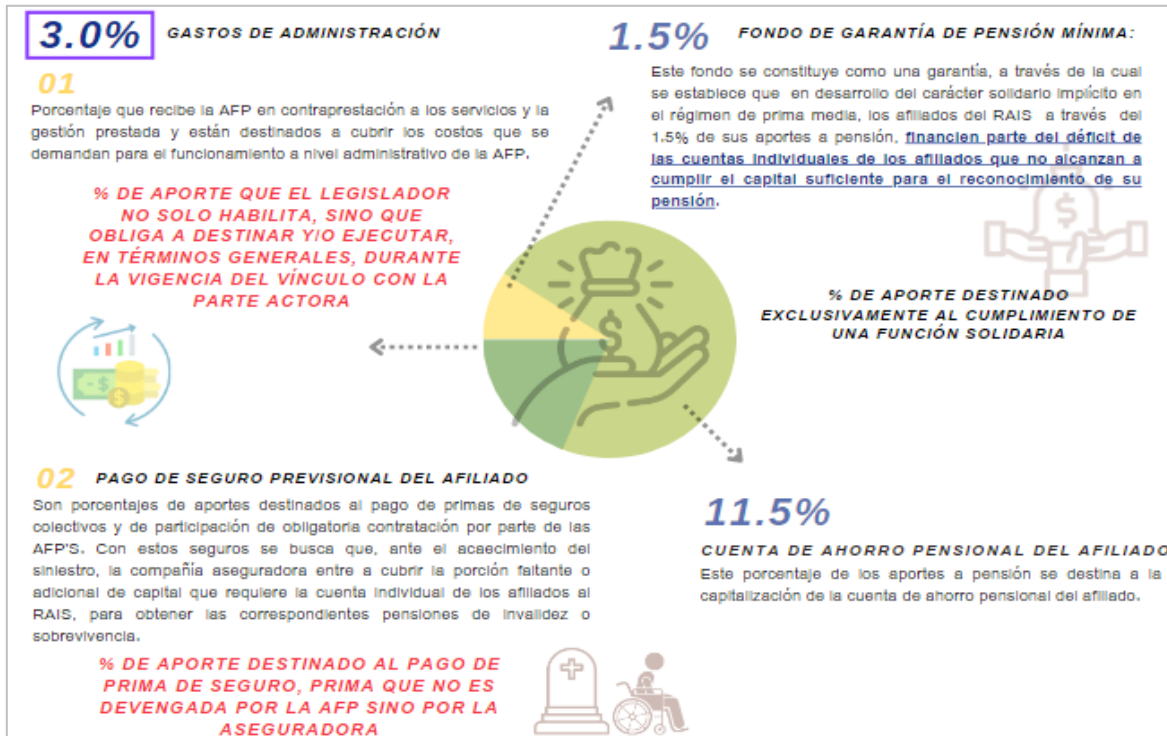 3.0% GASTOS DE ADMINISTRACIÓN
01
Porcentaje que recibe la AFP en contraprestación a los servicios y la
gestión prestada y están destinados a cubrir los costos que se
demandan para el funcionamiento a nivel administrativo de la AFP.
% DE APORTE QUE EL LEGISLADOR
NO SOLO HABILITA, SINO QUE
OBLIGA A DESTINAR Y/O EJECUTAR,
EN TÉRMINOS GENERALES, DURANTE
LA VIGENCIA DEL VÍNCULO CON LA
PARTE ACTORA
1.5% FONDO DE GARANTÍA DE PENSIÓN MÍNIMA:
Este fondo se constituye como una garantía, a través de la cual
se establece que en desarrollo del carácter solidario implícito en
el régimen de prima media, los afiliados del RAIS a través del
1.5% de sus aportes a pensión, financien parte del déficit de
las cuentas individuales de los afiliados que no alcanzan a
cumplir el capital suficiente para el reconocimiento de su
pensión.
$
% DE APORTE DESTINADO
EXCLUSIVAMENTE AL CUMPLIMIENTO DE
UNA FUNCIÓN SOLIDARIA
$
-$
$
02 PAGO DE SEGURO PREVISIONAL DEL AFILIADO
Son porcentajes de aportes destinados al pago de primas de seguros
colectivos y de participación de obligatoria contratación por parte de las
AFP'S. Con estos seguros se busca que, ante el acaecimiento del
siniestro, la compañía aseguradora entre a cubrir la porción faltante o
adicional de capital que requiere la cuenta individual de los afiliados al
RAIS, para obtener las correspondientes pensiones de invalidez o
sobrevivencia.
% DE APORTE DESTINADO AL PAGO DE
PRIMA DE SEGURO, PRIMA QUE NO ES
DEVENGADA POR LA AFP SINO POR LA
ASEGURADORA
11.5%
CUENTA DE AHORRO PENSIONAL DEL AFILIADO
Este porcentaje de los aportes a pensión se destina a la
capitalización de la cuenta de ahorro pensional del afiliado.